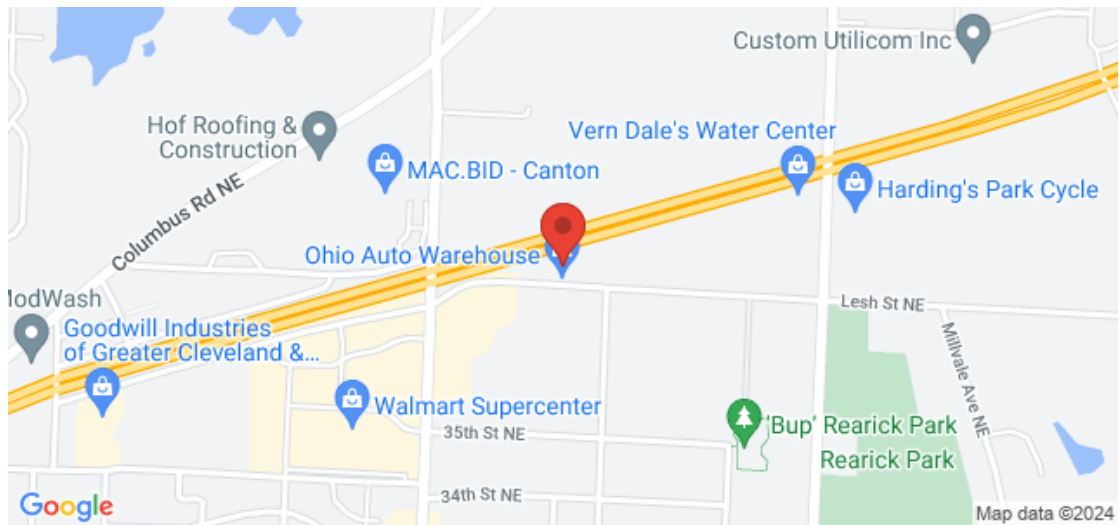 Custom Utilicom Inc
Hof Roofing &
Construction
Vern Dale's Water Center
MAC.BID - Canton
Harding's Park Cycle
Columbus Rd NE
Ohio Auto Warehouse
ModWash
Lesh St NE
Goodwill Industries
of Greater Cleveland &...
Millvale Ave NE
Walmart Supercenter
35th St NE
'Bup' Rearick Park
Rearick Park
34th St NE
Google
Map data ©2024